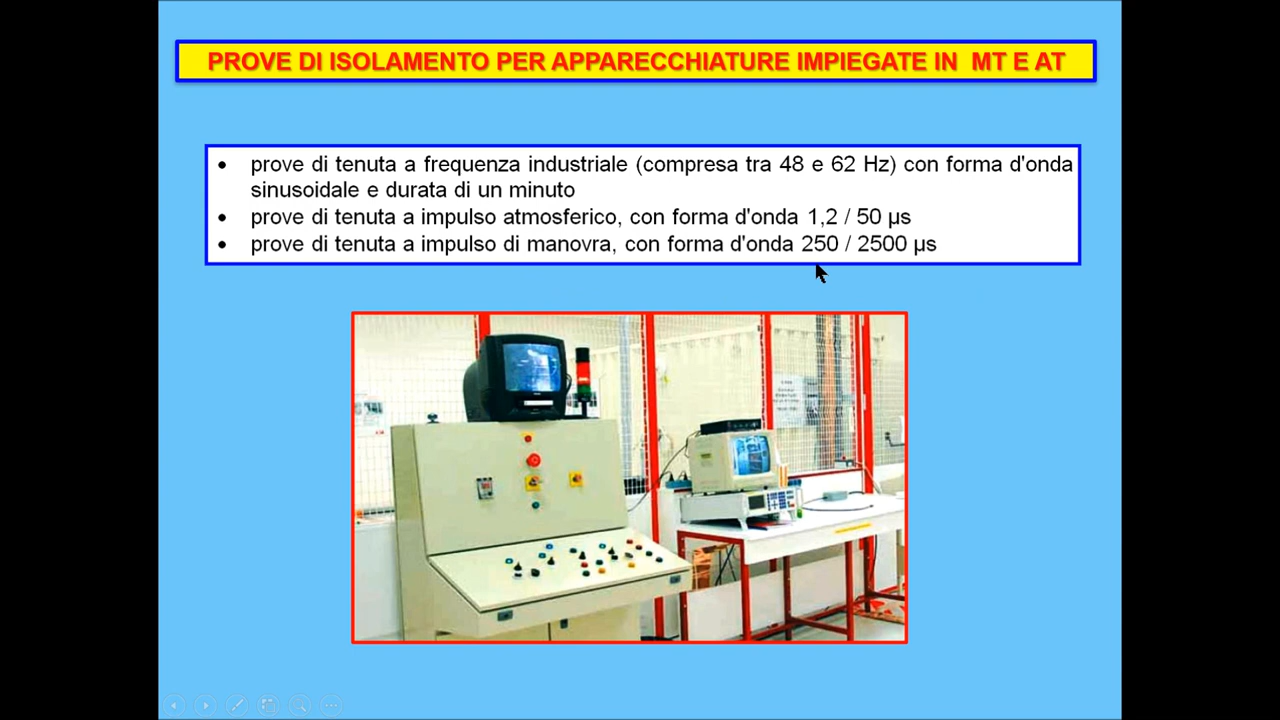 PROVE DI ISOLAMENTO PER APPARECCHIATURE IMPIEGATE IN MT E AT
• prove di tenuta a frequenza industriale (compresa tra 48 e 62 Hz) con forma d'onda
sinusoidale e durata di un minuto
• prove di tenuta a impulso atmosferico, con forma d'onda 1,2 / 50 µs
• prove di tenuta a impulso di manovra, con forma d'onda 250 / 2500 µs